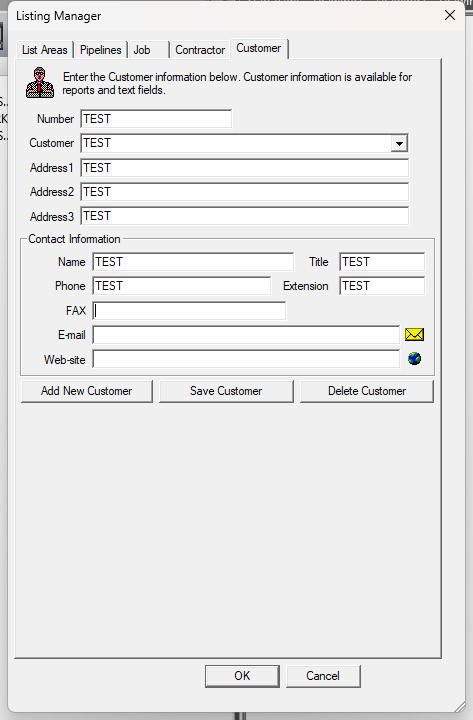 Listing Manager
List Areas Pipelines Job Contractor Customer
Enter the Customer information below. Customer information is available for
reports and text fields.
Number TEST
Customer TEST
Address1 TEST
Address2 TEST
Address3 TEST
Contact Information
Name TEST Title TEST
Phone TEST Extension TEST
FAX
E-mail
Web-site
Add New Customer Save Customer Delete Customer
OK Cancel